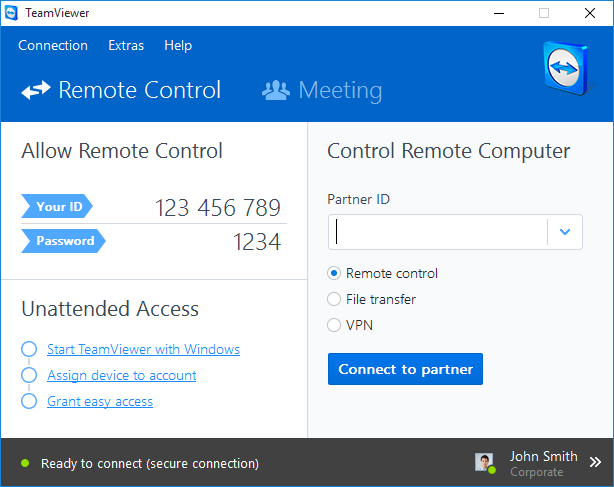 TeamViewer
Connection Extras Help
Remote Control Meeting
Allow Remote Control
Your ID 123 456 789
Password 1234
Unattended Access
Start TeamViewer with Windows
Assign device to account
Grant easy access
Control Remote Computer
Partner ID
Remote control
File transfer
VPN
Connect to partner
Ready to connect (secure connection)
John Smith
Corporate